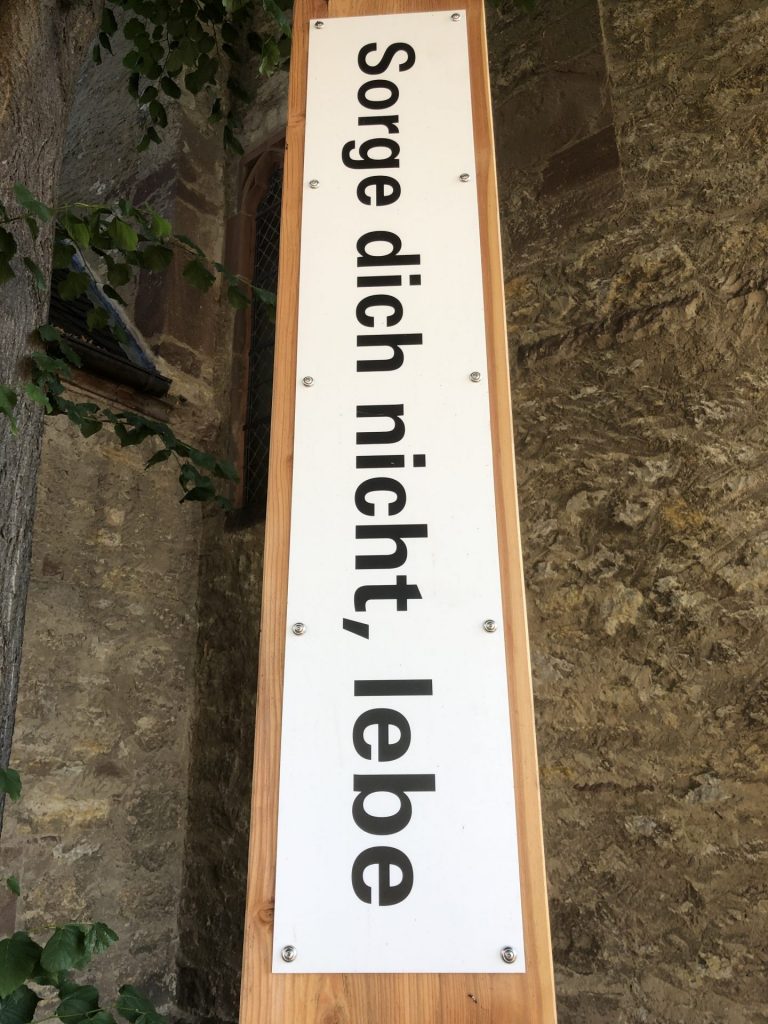 Sorge dich nicht, lebe